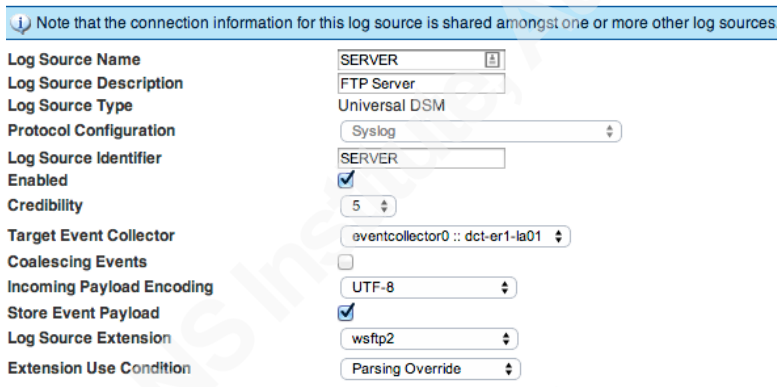 Note that the connection information for this log source is shared amongst one or more other log sources
Log Source Name SERVER
Log Source Description FTP Server
Log Source Type Universal DSM
Protocol Configuration Syslog
Log Source Identifier SERVER
Enabled
Credibility 5
Target Event Collector eventcollector0 :: dct-er1-la01
Coalescing Events
Incoming Payload Encoding UTF-8
Store Event Payload
Log Source Extension wsftp2
Extension Use Condition Parsing Override